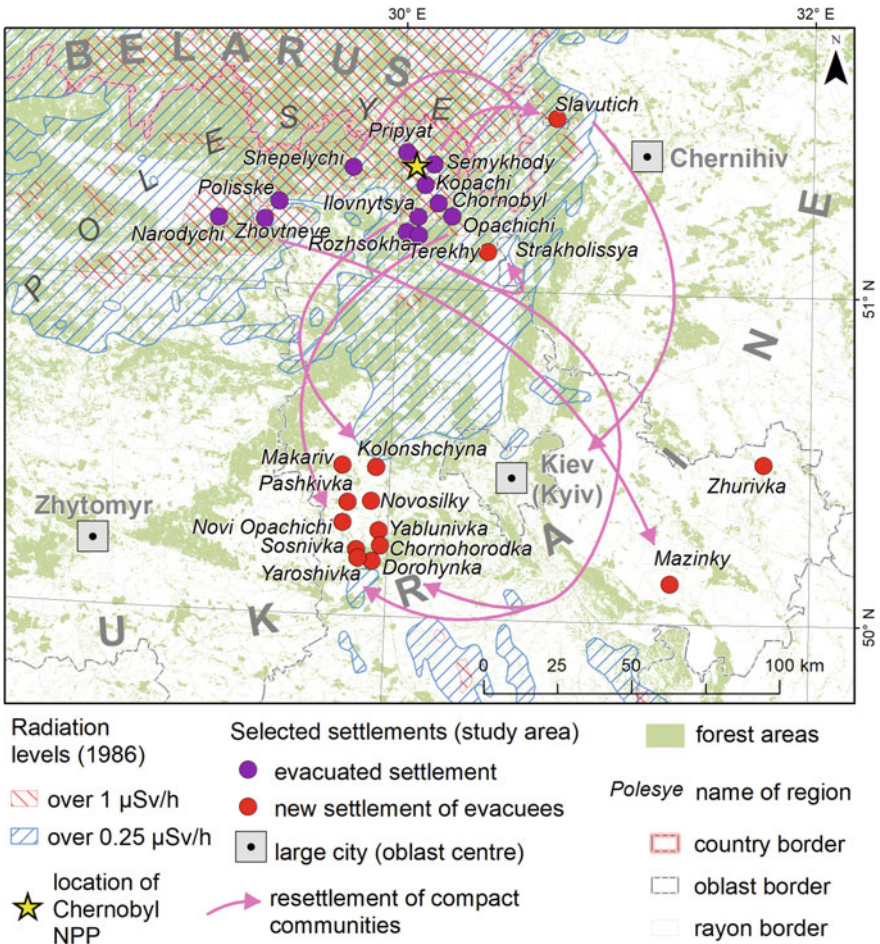 30° E
32° E
N
BELARUS
POLESYE
UKRAINE
Slavutich
Pripyat
Chernihiv
Shepelychi
Semykhody
Kopachi
Polisske
Ilovnytsya
Chornobyl
Opachichi
Narodychi
Zhovtneve
Rozhsokha
Terekhy
Strakholissya
51° N
Makariv
Kolonshchyna
Pashkivka
Kiev
(Kyiv)
Zhurivka
Zhytomyr
Novosilky
Novi Opachichi
Yablunivka
Sosnivka
Chornohorodka
Mazinky
Yaroshivka
Dorohynka
50° N
0 25 50 100 km
Radiation
levels (1986)
over 1 µSv/h
over 0.25 µSv/h
location of
Chernobyl
NPP
Selected settlements (study area)
evacuated settlement
new settlement of evacuees
large city (oblast centre)
resettlement of compact
communities
forest areas
Polesye name of region
country border
oblast border
rayon border